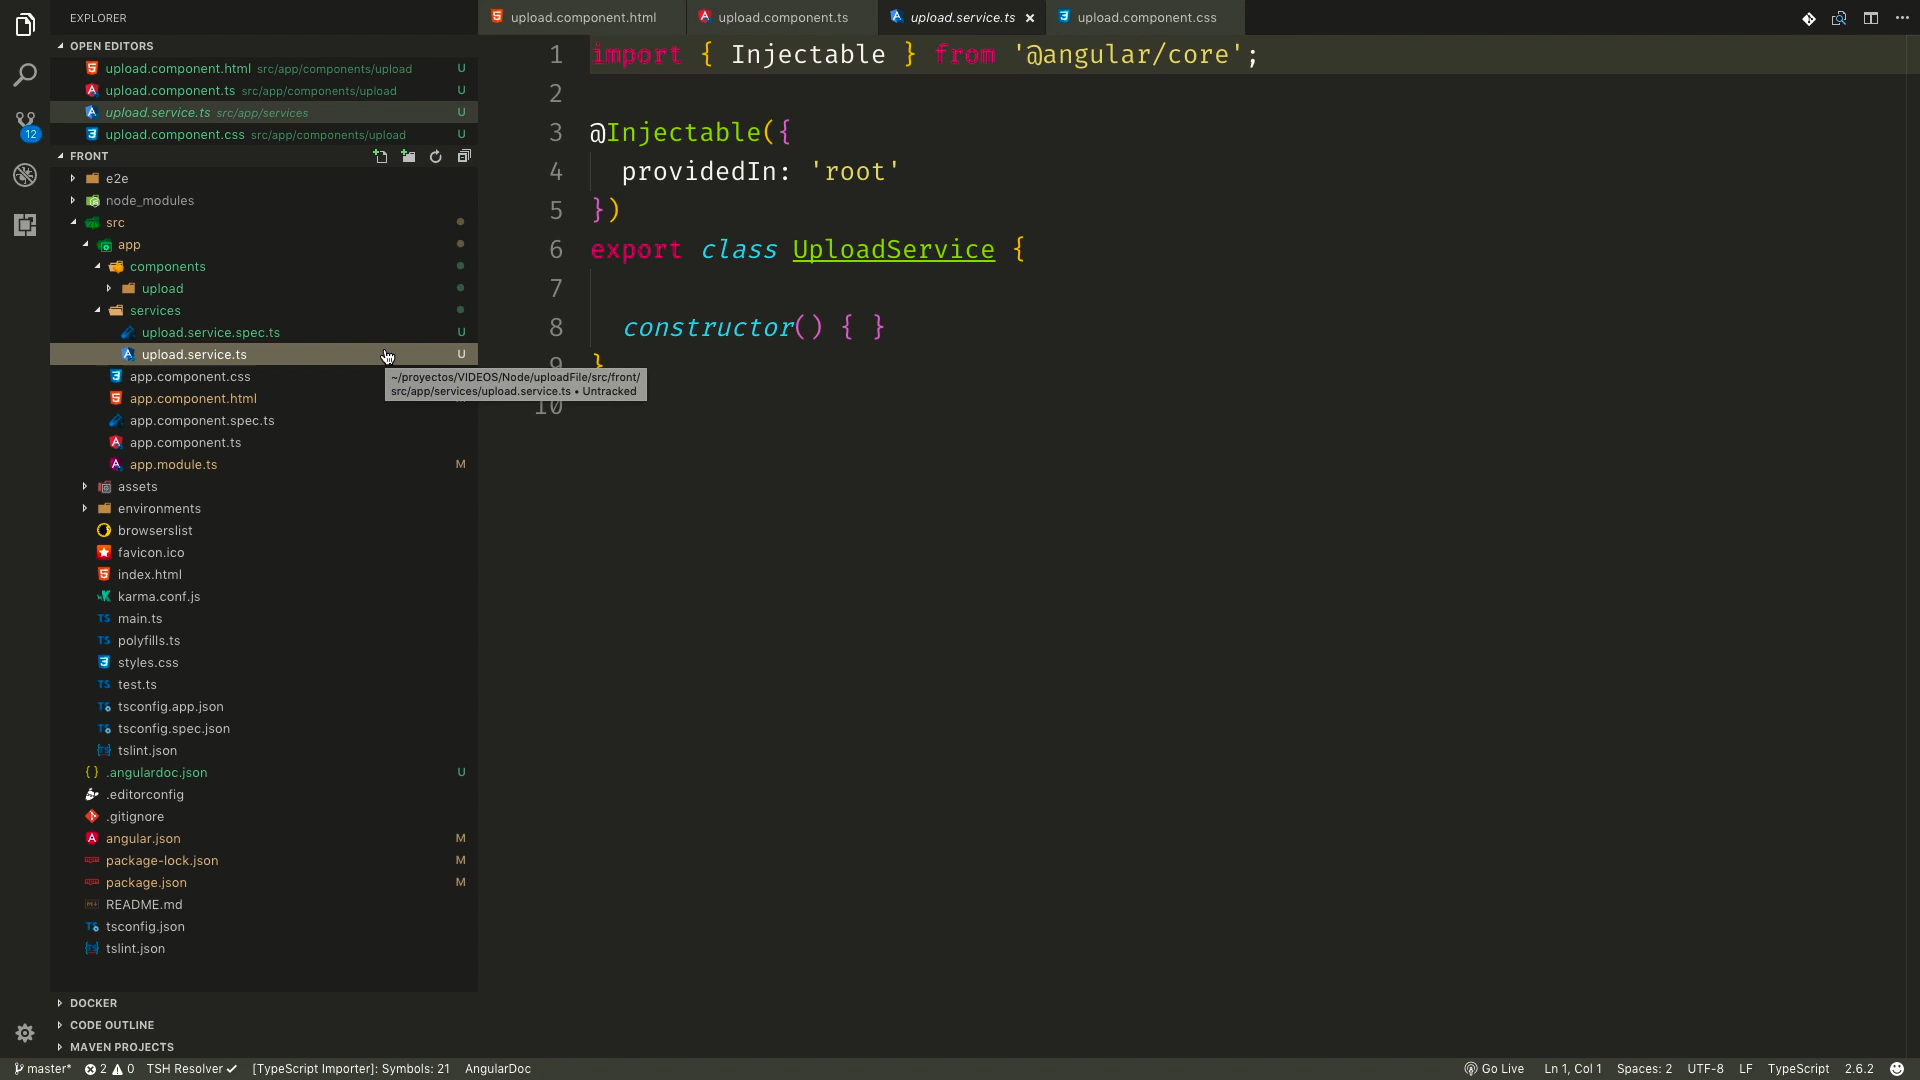 EXPLORER
OPEN EDITORS
upload.component.html src/app/components/upload U
upload.component.ts src/app/components/upload U
upload.service.ts src/app/services U
upload.component.css src/app/components/upload U
12
FRONT
e2e
node_modules
src
app
components
upload
services
upload.service.spec.ts U
upload.service.ts U
app.component.css
app.component.html
app.component.spec.ts
app.component.ts
app.module.ts M
assets
environments
browserslist
favicon.ico
index.html
karma.conf.js
main.ts
polyfills.ts
styles.css
test.ts
tsconfig.app.json
tsconfig.spec.json
tslint.json
.angulardoc.json U
.editorconfig
.gitignore
angular.json M
package-lock.json M
package.json M
README.md
tsconfig.json
tslint.json
DOCKER
CODE OUTLINE
MAVEN PROJECTS
upload.component.html upload.component.ts upload.service.ts × upload.component.css
1 import { Injectable } from '@angular/core';
2
3 @Injectable({
4 providedIn: 'root'
5 })
6 export class UploadService {
7
8 constructor() { }
9 }
10
~/proyectos/VIDEOS/Node/uploadFile/src/front/
src/app/services/upload.service.ts • Untracked
master* 2 0 TSH Resolver ✓ [TypeScript Importer]: Symbols: 21 AngularDoc Go Live Ln 1, Col 1 Spaces: 2 UTF-8 LF TypeScript 2.6.2